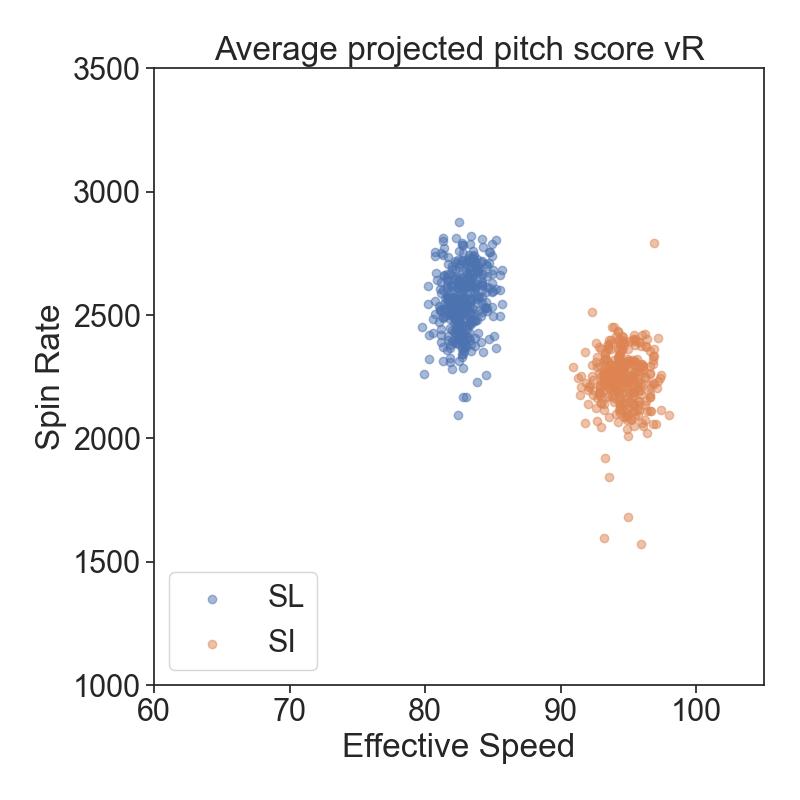 Average projected pitch score vR
3500
3000
2500
2000
1500
1000
Spin Rate
SL
SI
60 70 80 90 100
Effective Speed